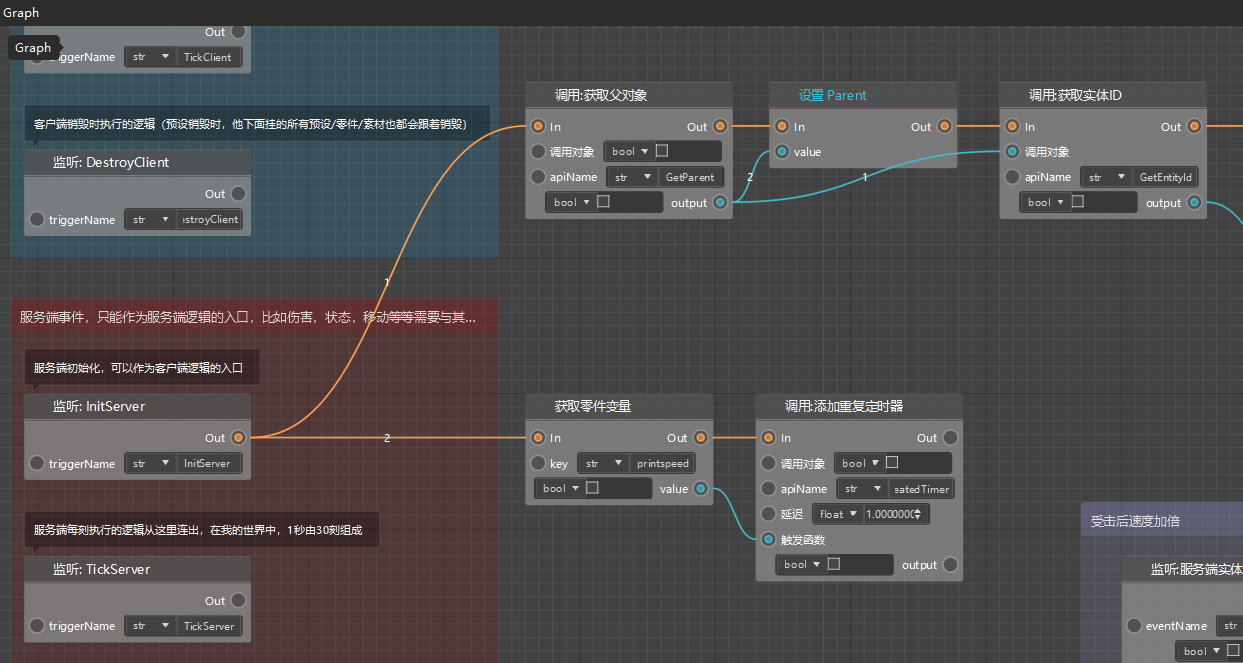 Graph
Graph
Out
triggerName str TickClient
客户端销毁时执行的逻辑（预设销毁时，他下面挂的所有预设/零件/素材也都会跟着销毁）
监听: DestroyClient
Out
triggerName str estroyClient
服务端事件，只能作为服务端逻辑的入口，比如伤害，状态，移动等等需要与其...
服务端初始化，可以作为客户端逻辑的入口
监听: InitServer
Out
triggerName str InitServer
服务端每刻执行的逻辑从这里连出，在我的世界中，1秒由30刻组成
监听: TickServer
Out
triggerName str TickServer
1
2
调用:获取父对象
In Out
调用对象 bool
apiName str GetParent
bool output
设置 Parent
In Out
value
2
1
调用:获取实体ID
In Out
调用对象
apiName str GetEntityId
bool output
获取零件变量
In Out
key str printspeed
bool value
调用:添加重复定时器
In Out
调用对象 bool
apiName str eatedTimer
延迟 float 1.000000
触发函数
bool output
受击后速度加倍
监听:服务端实体
eventName str
bool